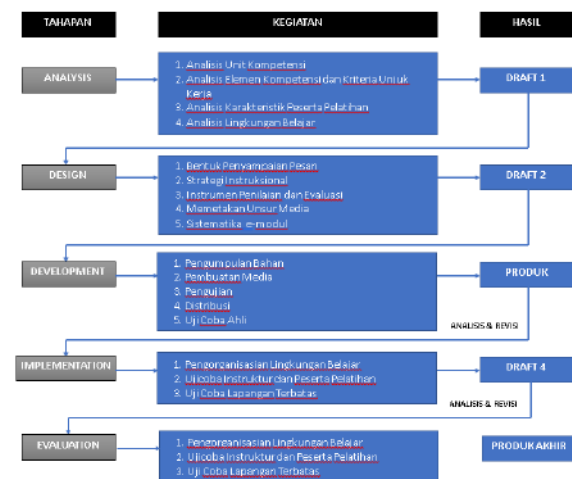 TAHAPAN
KEGIATAN
HASIL
ANALYSIS
1. Analisis Unit Kompetensi
2. Analisis Elemen Kompetensi dan Kriteria Unjuk
Kerja
3. Analisis Karakteristik Peserta Pelatihan
4. Analisis Lingkungan Belajar
DRAFT 1
DESIGN
1. Bentuk Penyampaian Pesan
2. Strategi Instruksional
3. Instrumen Penilaian dan Evaluasi
4. Memetakan Unsur Media
5. Sistematika e-modul
DRAFT 2
DEVELOPMENT
1. Pengumpulan Bahan
2. Pembuatan Media
3. Pengujian
4. Distribusi
5. Uji Coba Ahli
PRODUK
ANALISIS & REVISI
IMPLEMENTATION
1. Pengorganisasian Lingkungan Belajar
2. Ujicoba Instruktur dan Peserta Pelatihan
3. Uji Coba Lapangan Terbatas
DRAFT 4
ANALISIS & REVISI
EVALUATION
1. Pengorganisasian Lingkungan Belajar
2. Ujicoba Instruktur dan Peserta Pelatihan
3. Uji Coba Lapangan Terbatas
PRODUK AKHIR